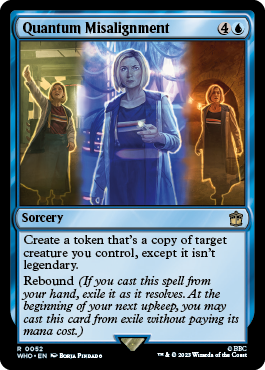 Quantum Misalignment 4
Sorcery
Create a token that's a copy of target
creature you control, except it isn't
legendary.
Rebound (If you cast this spell from
your hand, exile it as it resolves. At the
beginning of your next upkeep, you may
cast this card from exile without paying its
mana cost.)
R 0052
WHO • EN Borja Pindado
© BBC
™ & © 2023 Wizards of the Coast